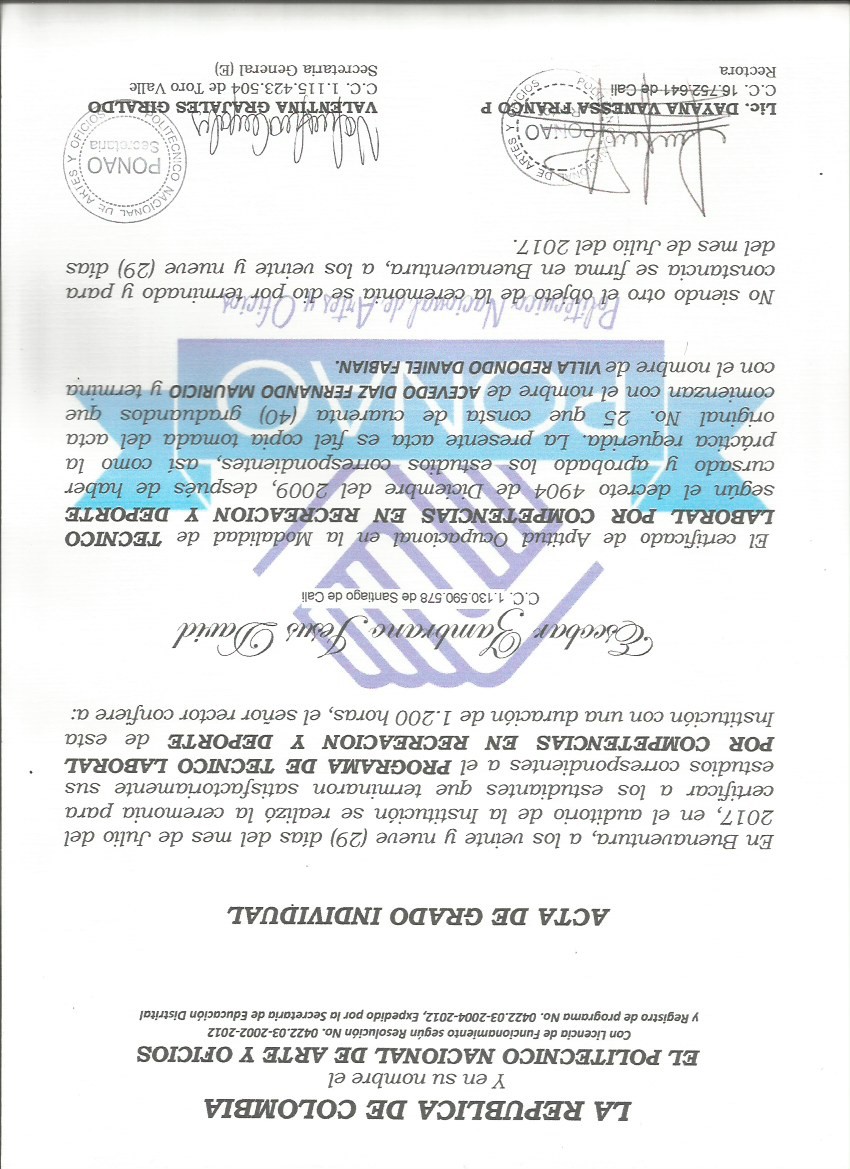 LA REPUBLICA DE COLOMBIA
Y en su nombre el
EL POLITECNICO NACIONAL DE ARTE Y OFICIOS
Con Licencia de Funcionamiento según Resolución No. 0422.03-2002-2012
y Registro de programa No. 0422.03-2004-2012, Expedido por la Secretaria de Educación Distrital
ACTA DE GRADO INDIVIDUAL
En Buenaventura, a los veinte y nueve (29) días del mes de Julio del
2017, en el auditorio de la Institución se realizó la ceremonia para
certificar a los estudiantes que terminaron satisfactoriamente sus
estudios correspondientes a el PROGRAMA DE TECNICO LABORAL
POR COMPETENCIAS EN RECREACION Y DEPORTE de esta
Institución con una duración de 1.200 horas, el señor rector confiere a:
Escobar Zambrano Jesus David
C.C. 1.130.590.578 de Santiago de Cali
El certificado de Aptitud Ocupacional en la Modalidad de TECNICO
LABORAL POR COMPETENCIAS EN RECREACION Y DEPORTE
según el decreto 4904 de Diciembre del 2009, después de haber
cursado y aprobado los estudios correspondientes, así como la
práctica requerida. La presente acta es fiel copia tomada del acta
original No. 25 que consta de cuarenta (40) graduandos que
comienzan con el nombre de ACEVEDO DIAZ FERNANDO MAURICIO y termina
con el nombre de VILLA REDONDO DANIEL FABIAN.
PONAO
Politécnico Nacional de Artes y Oficios
No siendo otro el objeto de la ceremonia se dio por terminado y para
constancia se firma en Buenaventura, a los veinte y nueve (29) días
del mes de Julio del 2017.
NACIONAL DE ARTES Y OFICIOS
PONAO
Lic. DAYANA VANESSA FRANCO P
C.C. 16.752.641 de Cali
Rectora
POLITECNICO NACIONAL DE ARTES Y OFICIOS
PONAO
Secretaria
VALENTINA GRAJALES GIRALDO
C.C. 1.115.423.504 de Toro Valle
Secretaria General (E)